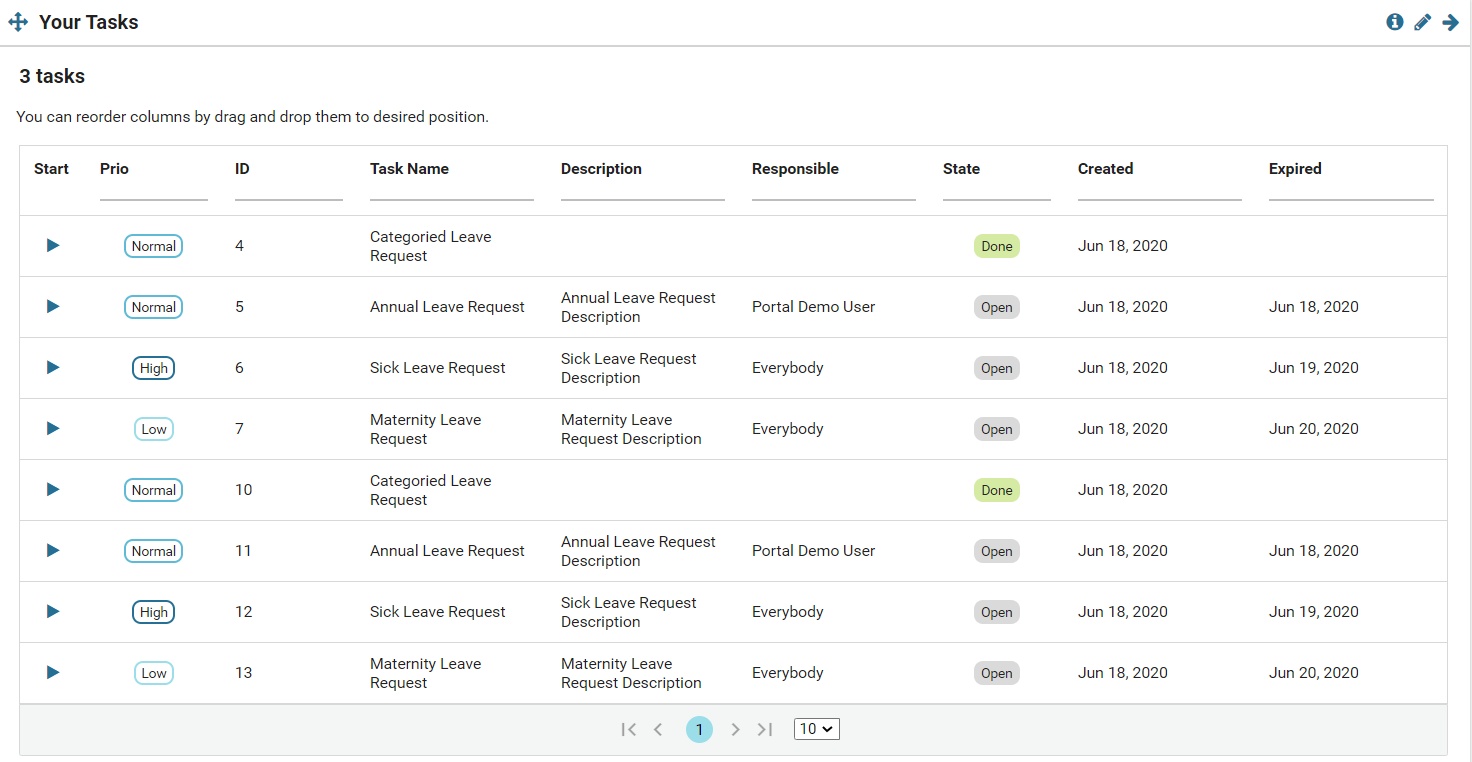 Your Tasks
3 tasks
You can reorder columns by drag and drop them to desired position.
Start Prio ID Task Name Description Responsible State Created Expired
Normal 4 Categoried Leave Request Done Jun 18, 2020
Normal 5 Annual Leave Request Annual Leave Request Description Portal Demo User Open Jun 18, 2020 Jun 18, 2020
High 6 Sick Leave Request Sick Leave Request Description Everybody Open Jun 18, 2020 Jun 19, 2020
Low 7 Maternity Leave Request Maternity Leave Request Description Everybody Open Jun 18, 2020 Jun 20, 2020
Normal 10 Categoried Leave Request Done Jun 18, 2020
Normal 11 Annual Leave Request Annual Leave Request Description Portal Demo User Open Jun 18, 2020 Jun 18, 2020
High 12 Sick Leave Request Sick Leave Request Description Everybody Open Jun 18, 2020 Jun 19, 2020
Low 13 Maternity Leave Request Maternity Leave Request Description Everybody Open Jun 18, 2020 Jun 20, 2020
1 10